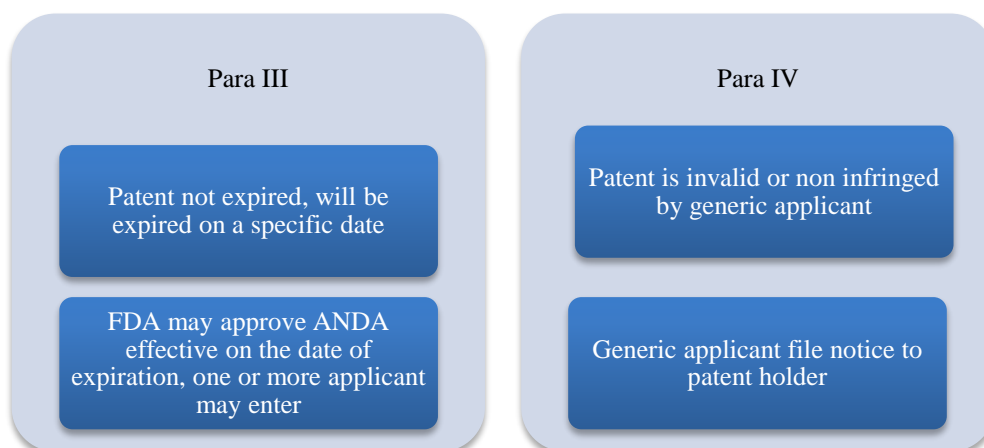 Para III
Patent not expired, will be
expired on a specific date
FDA may approve ANDA
effective on the date of
expiration, one or more applicant
may enter
Para IV
Patent is invalid or non infringed
by generic applicant
Generic applicant file notice to
patent holder